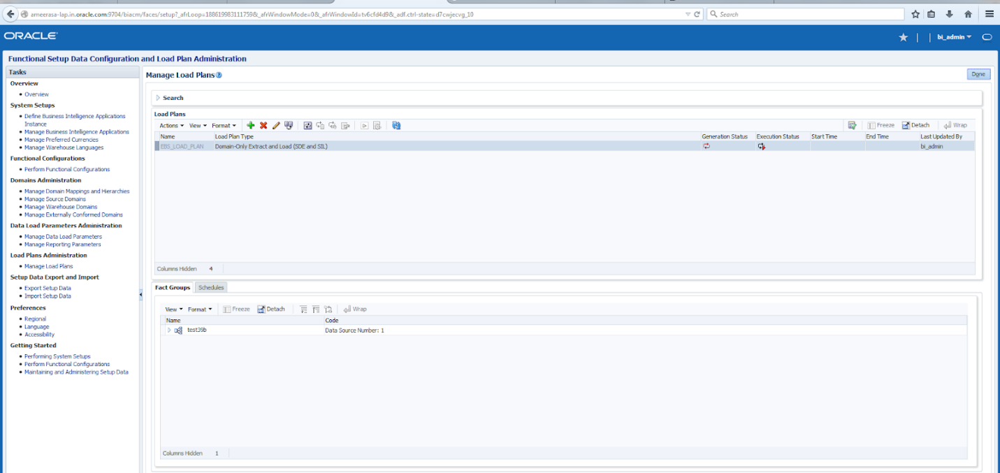 ameerasa-lap.in.oracle.com:9704/biacm/faces/setup?_afrLoop=188619983111759&_afrWindowMode=0&_afrWindowId=tv6cfd4d9&_adf.ctrl-state=d7cwjecvg_10
Search
ORACLE
bi_admin
Functional Setup Data Configuration and Load Plan Administration
Tasks
Overview
Overview
System Setups
Define Business Intelligence Applications
Instance
Manage Business Intelligence Applications
Manage Preferred Currencies
Manage Warehouse Languages
Functional Configurations
Perform Functional Configurations
Domains Administration
Manage Domain Mappings and Hierarchies
Manage Source Domains
Manage Warehouse Domains
Manage Externally Conformed Domains
Data Load Parameters Administration
Manage Data Load Parameters
Manage Reporting Parameters
Load Plans Administration
Manage Load Plans
Setup Data Export and Import
Export Setup Data
Import Setup Data
Preferences
Regional
Language
Accessibility
Getting Started
Performing System Setups
Perform Functional Configurations
Maintaining and Administering Setup Data
Manage Load Plans
Done
Search
Load Plans
Actions View Format Freeze Detach Wrap
Name Load Plan Type Generation Status Execution Status Start Time End Time Last Updated By
EBS_LOAD_PLAN Domain-Only Extract and Load (SDE and SIL) bi_admin
Columns Hidden 4
Fact Groups Schedules
View Format Freeze Detach Wrap
Name Code
test39b Data Source Number: 1
Columns Hidden 1